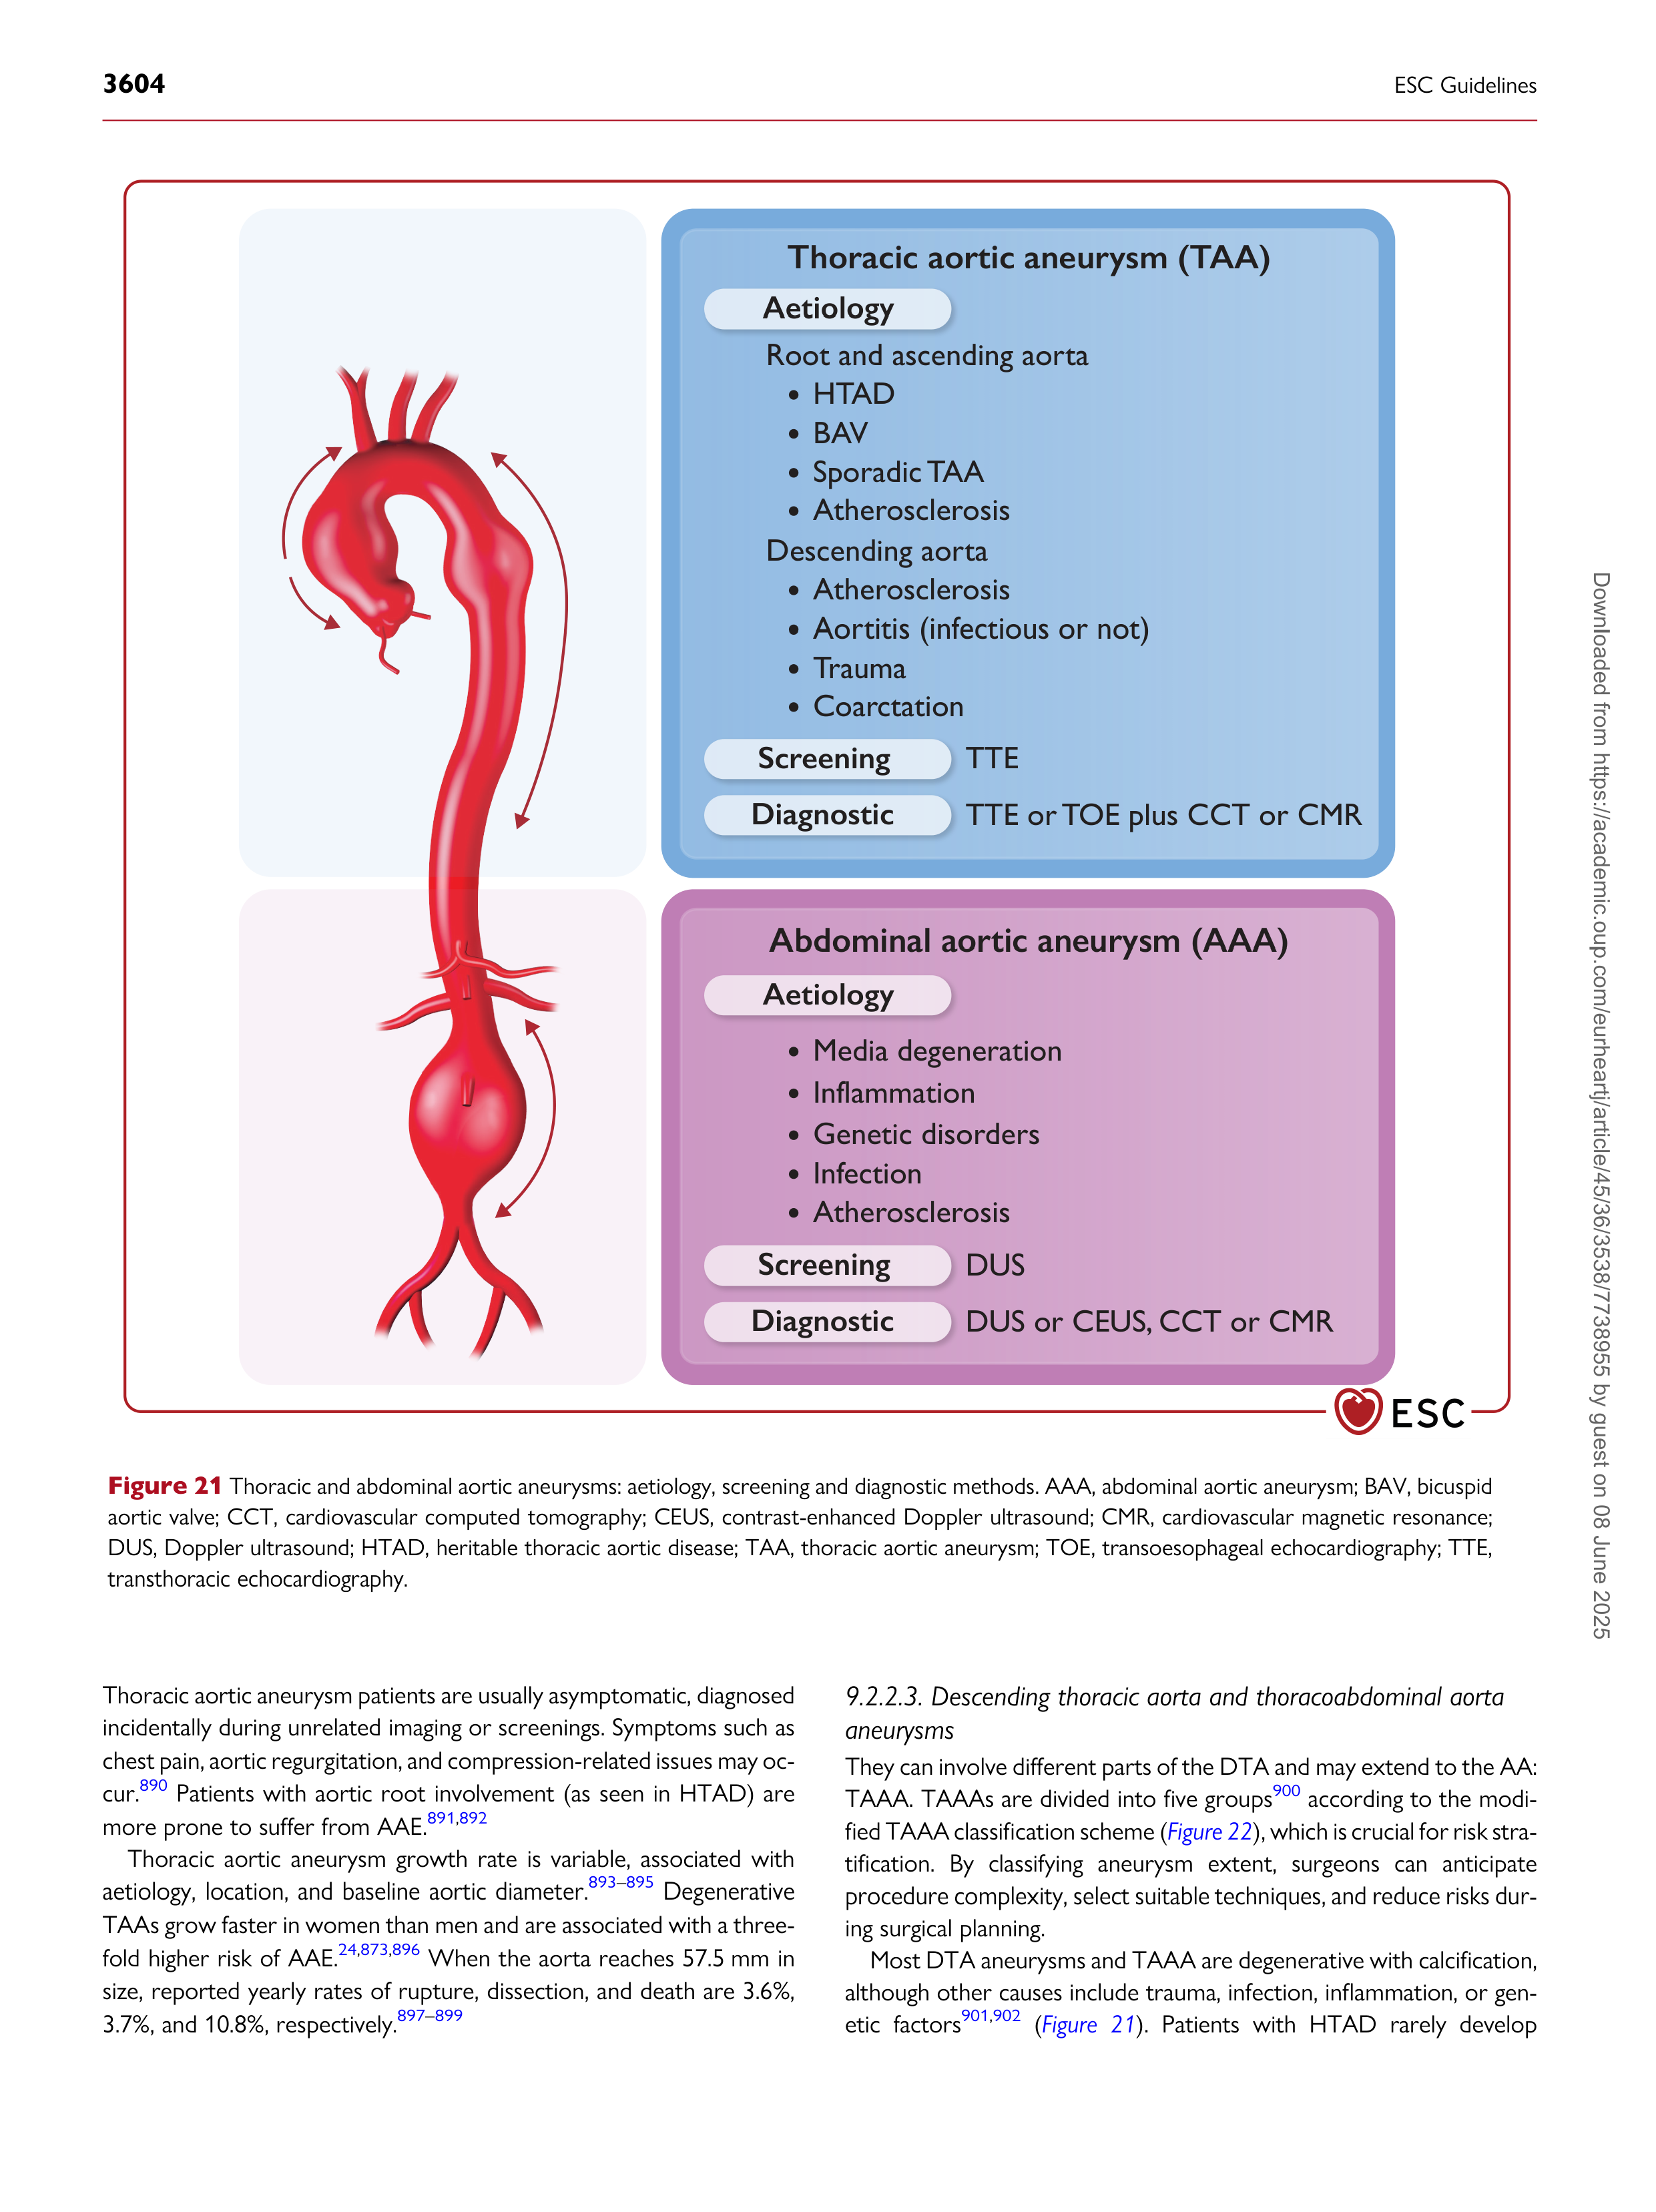 3604
ESC Guidelines
Thoracic aortic aneurysm (TAA)
Aetiology
Root and ascending aorta
• HTAD
• BAV
• Sporadic TAA
• Atherosclerosis
Descending aorta
• Atherosclerosis
• Aortitis (infectious or not)
• Trauma
• Coarctation
Screening TTE
Diagnostic TTE or TOE plus CCT or CMR
Abdominal aortic aneurysm (AAA)
Aetiology
• Media degeneration
• Inflammation
• Genetic disorders
• Infection
• Atherosclerosis
Screening DUS
Diagnostic DUS or CEUS, CCT or CMR
ESC
Figure 21 Thoracic and abdominal aortic aneurysms: aetiology, screening and diagnostic methods. AAA, abdominal aortic aneurysm; BAV, bicuspid
aortic valve; CCT, cardiovascular computed tomography; CEUS, contrast-enhanced Doppler ultrasound; CMR, cardiovascular magnetic resonance;
DUS, Doppler ultrasound; HTAD, heritable thoracic aortic disease; TAA, thoracic aortic aneurysm; TOE, transoesophageal echocardiography; TTE,
transthoracic echocardiography.
Thoracic aortic aneurysm patients are usually asymptomatic, diagnosed
incidentally during unrelated imaging or screenings. Symptoms such as
chest pain, aortic regurgitation, and compression-related issues may oc-
cur.890 Patients with aortic root involvement (as seen in HTAD) are
more prone to suffer from AAE.891,892
Thoracic aortic aneurysm growth rate is variable, associated with
aetiology, location, and baseline aortic diameter.893–895 Degenerative
TAAs grow faster in women than men and are associated with a three-
fold higher risk of AAE.24,873,896 When the aorta reaches 57.5 mm in
size, reported yearly rates of rupture, dissection, and death are 3.6%,
3.7%, and 10.8%, respectively.897–899
9.2.2.3. Descending thoracic aorta and thoracoabdominal aorta
aneurysms
They can involve different parts of the DTA and may extend to the AA:
TAAA. TAAAs are divided into five groups900 according to the modi-
fied TAAA classification scheme (Figure 22), which is crucial for risk stra-
tification. By classifying aneurysm extent, surgeons can anticipate
procedure complexity, select suitable techniques, and reduce risks dur-
ing surgical planning.
Most DTA aneurysms and TAAA are degenerative with calcification,
although other causes include trauma, infection, inflammation, or gen-
etic factors901,902 (Figure 21). Patients with HTAD rarely develop
Downloaded from https://academic.oup.com/eurheartj/article/45/36/3538/7738955 by guest on 08 June 2025